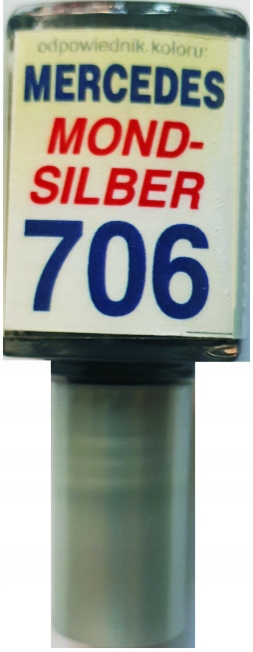 odpowiednik.koloru:
MERCEDES
MOND-
SILBER
706